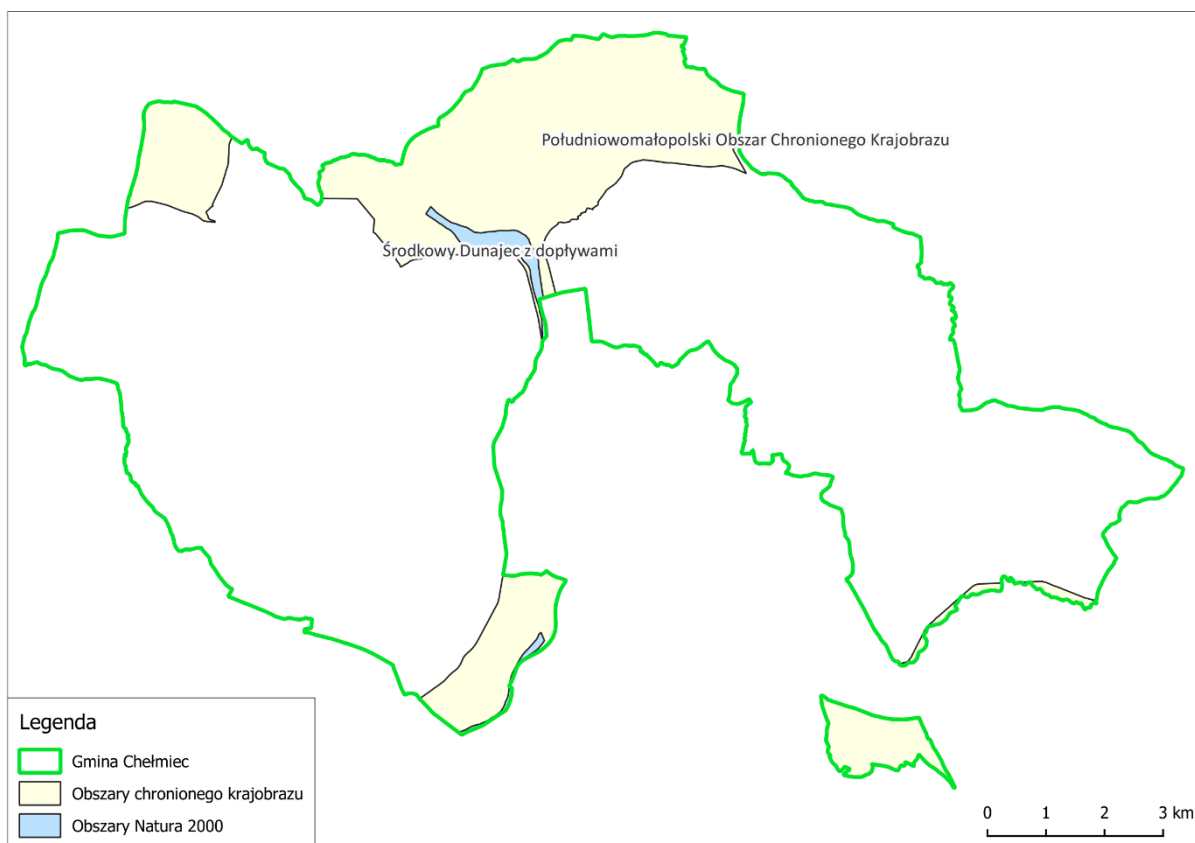 Południowomałopolski Obszar Chronionego Krajobrazu
Środkowy Dunajec z dopływami
Legenda
Gmina Chełmiec
Obszary chronionego krajobrazu
Obszary Natura 2000
0 1 2 3 km